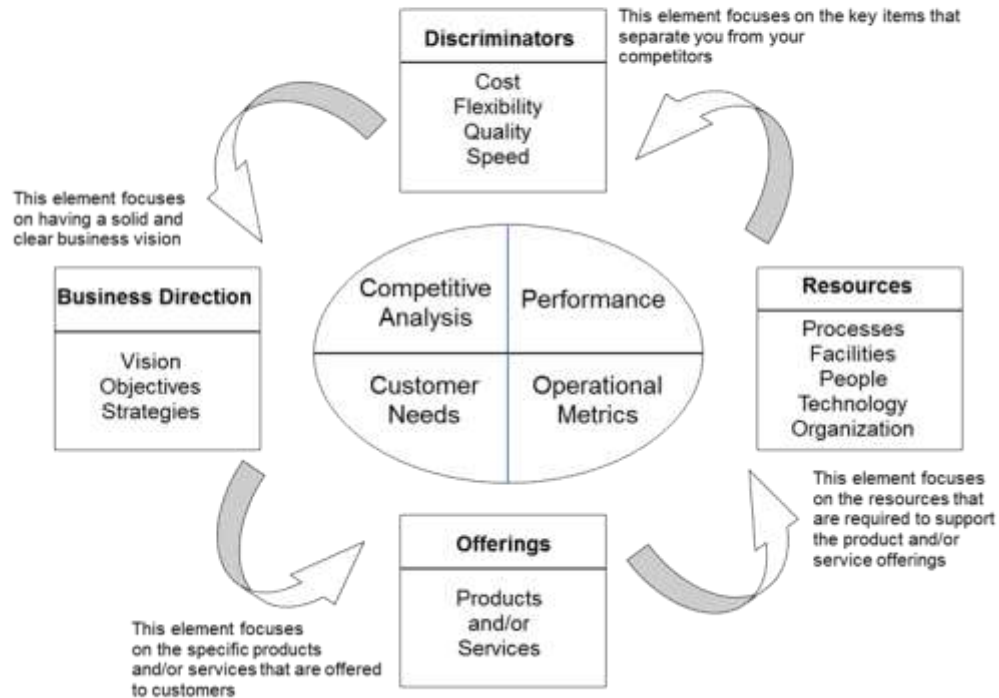 Discriminators
Cost
Flexibility
Quality
Speed
This element focuses on the key items that
separate you from your
competitors
This element focuses
on having a solid and
clear business vision
Business Direction
Vision
Objectives
Strategies
Competitive
Analysis
Performance
Customer
Needs
Operational
Metrics
Resources
Processes
Facilities
People
Technology
Organization
This element focuses
on the resources that
are required to support
the product and/or
service offerings
Offerings
Products
and/or
Services
This element focuses
on the specific products
and/or services that are offered
to customers